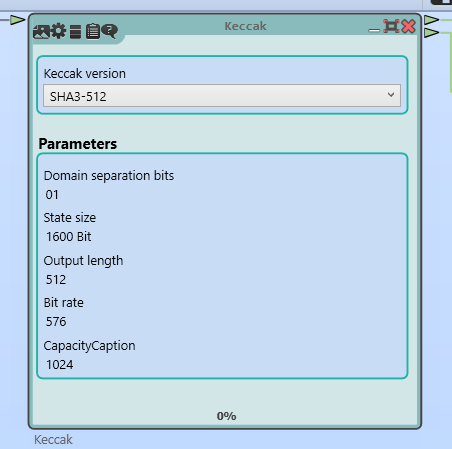 Keccak
Keccak version
SHA3-512
Parameters
Domain separation bits
01
State size
1600 Bit
Output length
512
Bit rate
576
CapacityCaption
1024
0%
Keccak